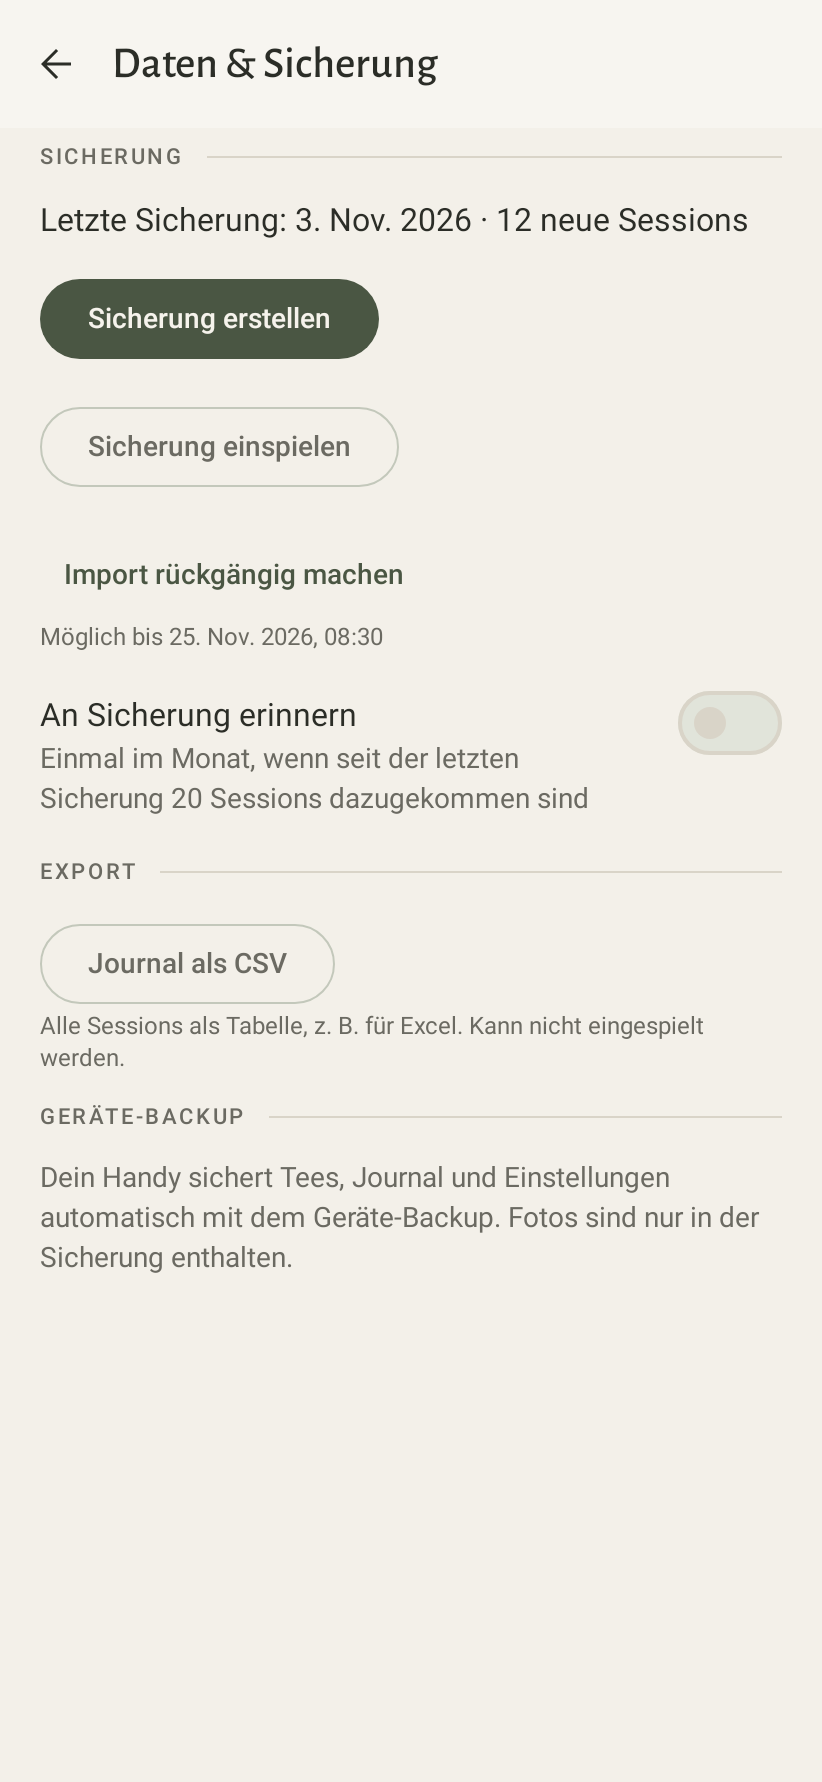 Daten & Sicherung
SICHERUNG
Letzte Sicherung: 3. Nov. 2026 · 12 neue Sessions
Sicherung erstellen
Sicherung einspielen
Import rückgängig machen
Möglich bis 25. Nov. 2026, 08:30
An Sicherung erinnern
Einmal im Monat, wenn seit der letzten
Sicherung 20 Sessions dazugekommen sind
EXPORT
Journal als CSV
Alle Sessions als Tabelle, z. B. für Excel. Kann nicht eingespielt
werden.
GERÄTE-BACKUP
Dein Handy sichert Tees, Journal und Einstellungen
automatisch mit dem Geräte-Backup. Fotos sind nur in der
Sicherung enthalten.